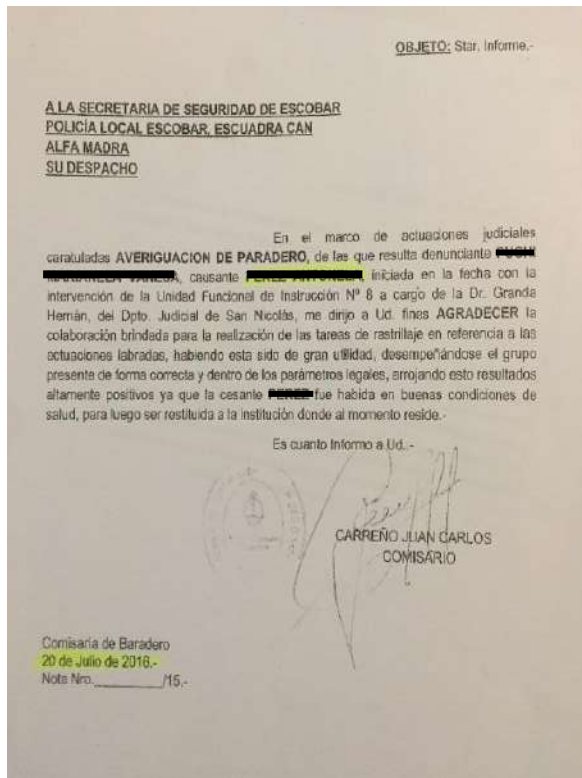 OBJETO: Star. Informe.-
A LA SECRETARIA DE SEGURIDAD DE ESCOBAR
POLICÍA LOCAL ESCOBAR, ESCUADRA CAN
ALFA MADRA
SU DESPACHO
En el marco de actuaciones judiciales
caratuladas AVERIGUACION DE PARADERO, de las que resulta denunciante
, causante , iniciada en la fecha con la
intervención de la Unidad Funcional de Instrucción Nº 8 a cargo de la Dr. Granda
Hernán, del Dpto. Judicial de San Nicolás, me dirijo a Ud. fines AGRADECER la
colaboración brindada para la realización de las tareas de rastrillaje en referencia a las
actuaciones labradas, habiendo esta sido de gran utilidad, desempeñándose el grupo
presente de forma correcta y dentro de los parámetros legales, arrojando esto resultados
altamente positivos ya que la cesante fue habida en buenas condiciones de
salud, para luego ser restituida a la institución donde al momento reside.-
Es cuanto Informo a Ud.-
CARREÑO JUAN CARLOS
COMISARIO
Comisaria de Baradero
20 de Julio de 2016.-
Nota Nro.________/15.-